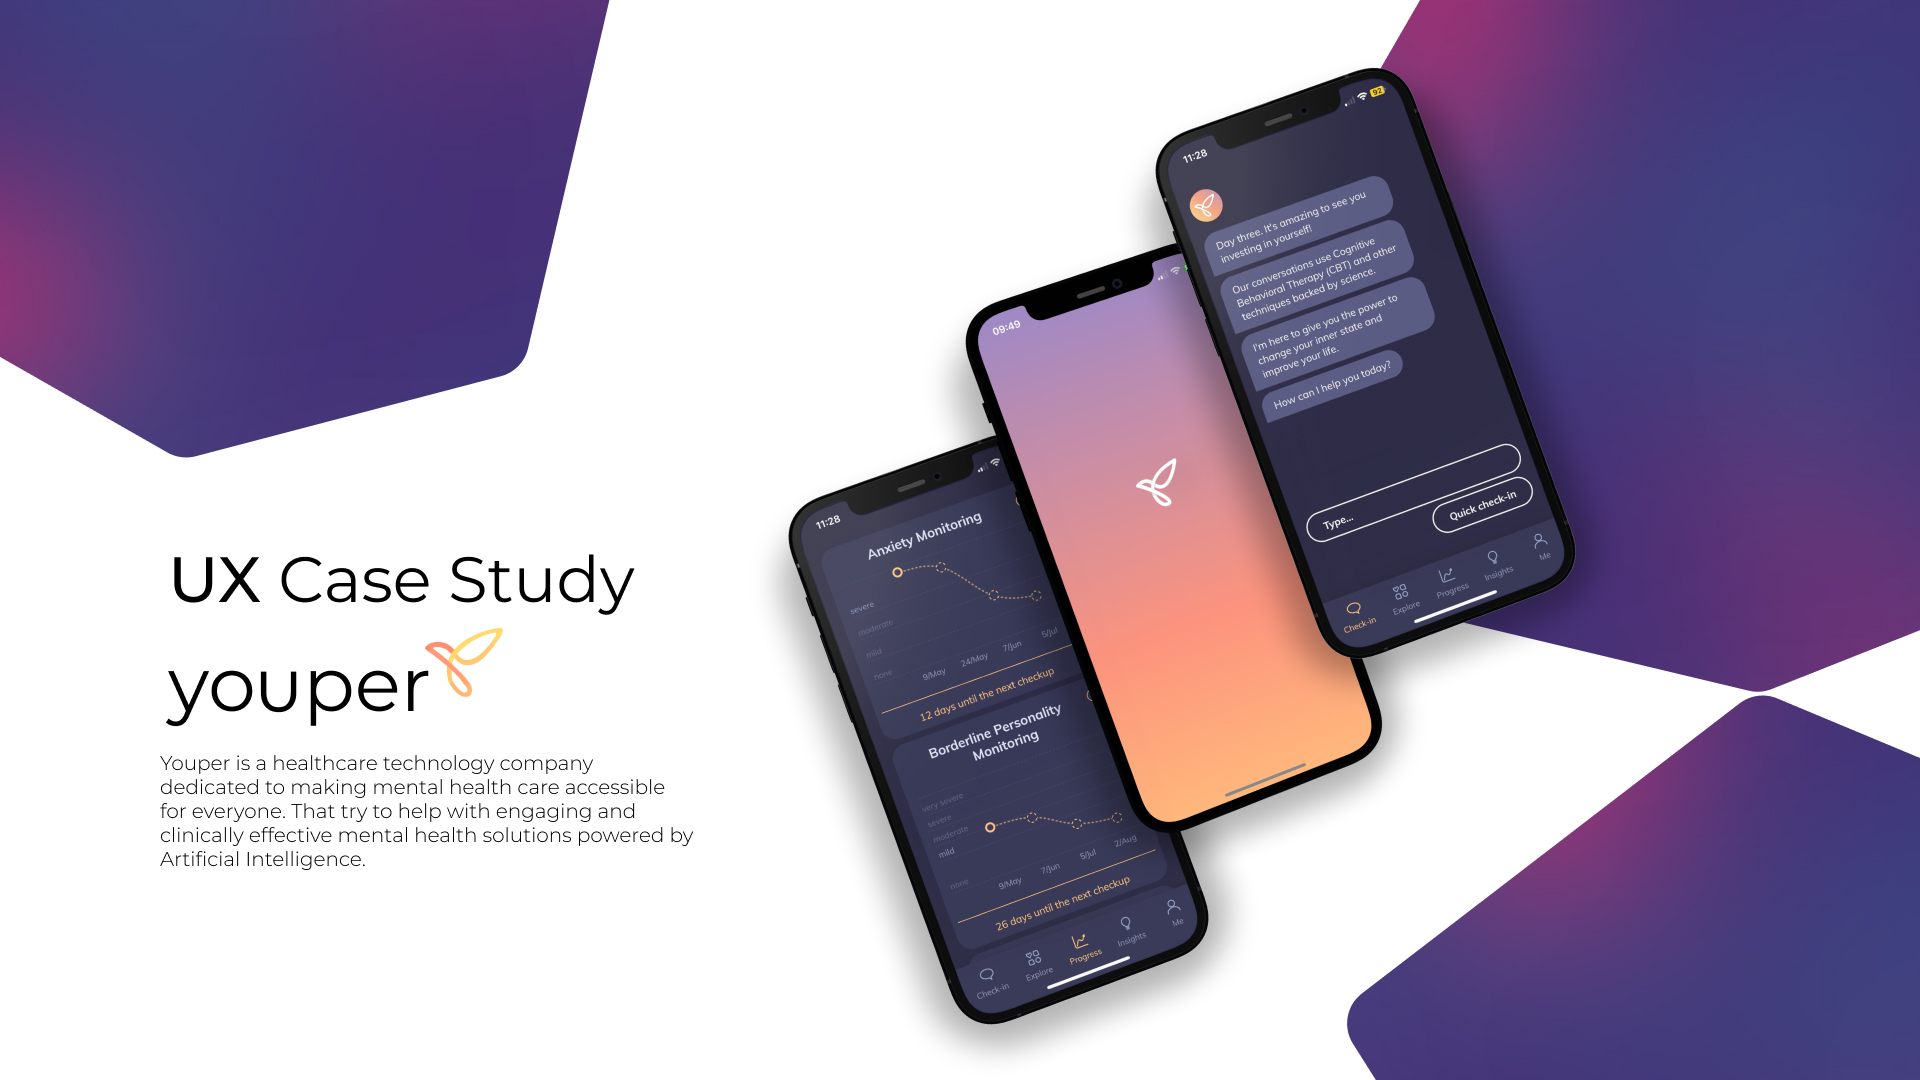 UX Case Study
youper
Youper is a healthcare technology company
dedicated to making mental health care accessible
for everyone. That try to help with engaging and
clinically effective mental health solutions powered by
Artificial Intelligence.
11:28
Anxiety Monitoring
severe
moderate
mild
none
9/May
24/May
7/Jun
5/Jul
12 days until the next checkup
Borderline Personality
Monitoring
very severe
severe
moderate
mild
none
9/May
7/Jun
5/Jul
2/Aug
26 days until the next checkup
Check-in
Explore
Progress
Insights
Me
09:49
11:28
92
Day three. It's amazing to see you
investing in yourself!
Our conversations use Cognitive
Behavioral Therapy (CBT) and other
techniques backed by science.
I'm here to give you the power to
change your inner state and
improve your life.
How can I help you today?
Type...
Quick check-in
Check-in
Explore
Progress
Insights
Me